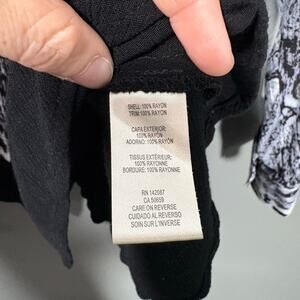 SHELL: 100% RAYON
TRIM: 100% RAYON
CAPA EXTERIOR:
100% RAYON
ADORNO: 100% RAYON
TISSUS EXTÉRIEUR:
100% RAYONNE
BORDURE: 100% RAYONNE
RN 142087
CA 50659
CARE ON REVERSE
CUIDADO AL REVERSO
SOIN SUR L'INVERSE